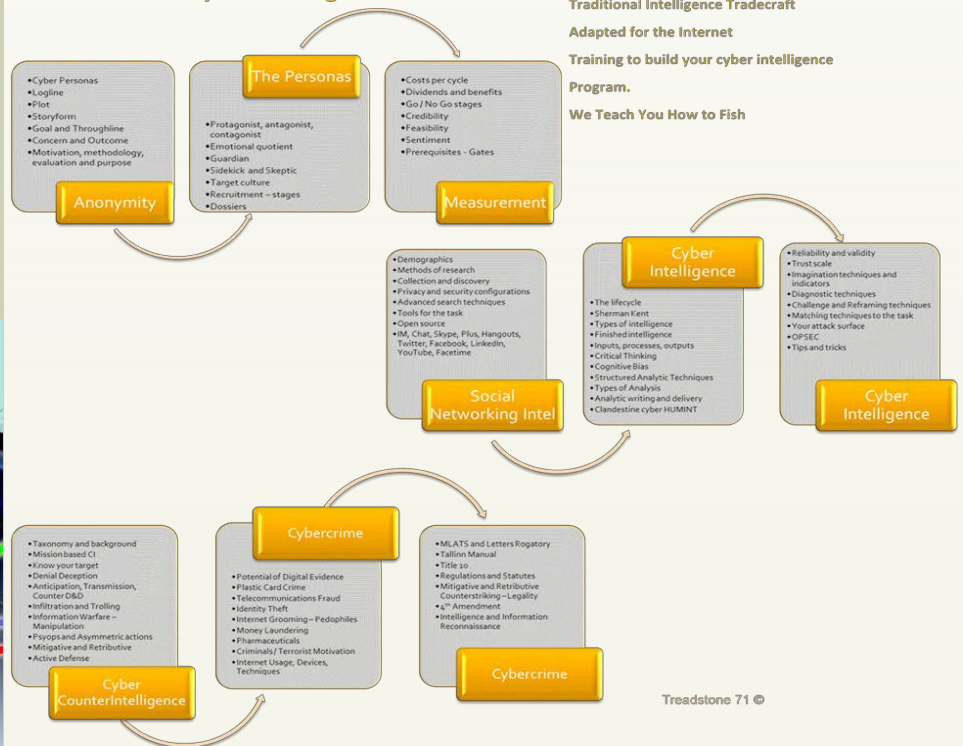 Traditional Intelligence Tradecraft
Adapted for the Internet
Training to build your cyber intelligence
Program.
We Teach You How to Fish
•Cyber Personas
•Logline
•Plot
•Storyform
•Goal and Throughline
•Concern and Outcome
•Motivation, methodology,
evaluation and purpose
Anonymity
The Personas
•Protagonist, antagonist,
contagonist
•Emotional quotient
•Guardian
•Sidekick and Skeptic
•Target culture
•Recruitment – stages
•Dossiers
•Costs per cycle
•Dividends and benefits
•Go / No Go stages
•Credibility
•Feasibility
•Sentiment
•Prerequisites - Gates
Measurement
•Demographics
•Methods of research
•Collection and discovery
•Privacy and security configurations
•Advanced search techniques
•Tools for the task
•Open source
•IM, Chat, Skype, Plus, Hangouts,
Twitter, Facebook, LinkedIn,
YouTube, Facetime
Social
Networking Intel
Cyber
Intelligence
•The lifecycle
•Sherman Kent
•Types of intelligence
•Finished intelligence
•Inputs, processes, outputs
•Critical Thinking
•Cognitive Bias
•Structured Analytic Techniques
•Types of Analysis
•Analytic writing and delivery
•Clandestine cyber HUMINT
•Reliability and validity
•Trust scale
•Imagination techniques and
indicators
•Diagnostic techniques
•Challenge and Reframing techniques
•Matching techniques to the task
•Your attack surface
•OPSEC
•Tips and tricks
Cyber
Intelligence
•Taxonomy and background
•Mission based CI
•Know your target
•Denial Deception
•Anticipation, Transmission,
Counter D&D
•Infiltration and Trolling
•Information Warfare –
Manipulation
•Psyops and Asymmetric actions
•Mitigative and Retributive
•Active Defense
Cyber
CounterIntelligence
Cybercrime
•Potential of Digital Evidence
•Plastic Card Crime
•Telecommunications Fraud
•Identity Theft
•Internet Grooming – Pedophiles
•Money Laundering
•Pharmaceuticals
•Criminals / Terrorist Motivation
•Internet Usage, Devices,
Techniques
•MLATS and Letters Rogatory
•Tallinn Manual
•Title 10
•Regulations and Statutes
•Mitigative and Retributive
Counterstriking – Legality
•4th Amendment
•Intelligence and Information
Reconnaissance
Cybercrime
Treadstone 71 ©